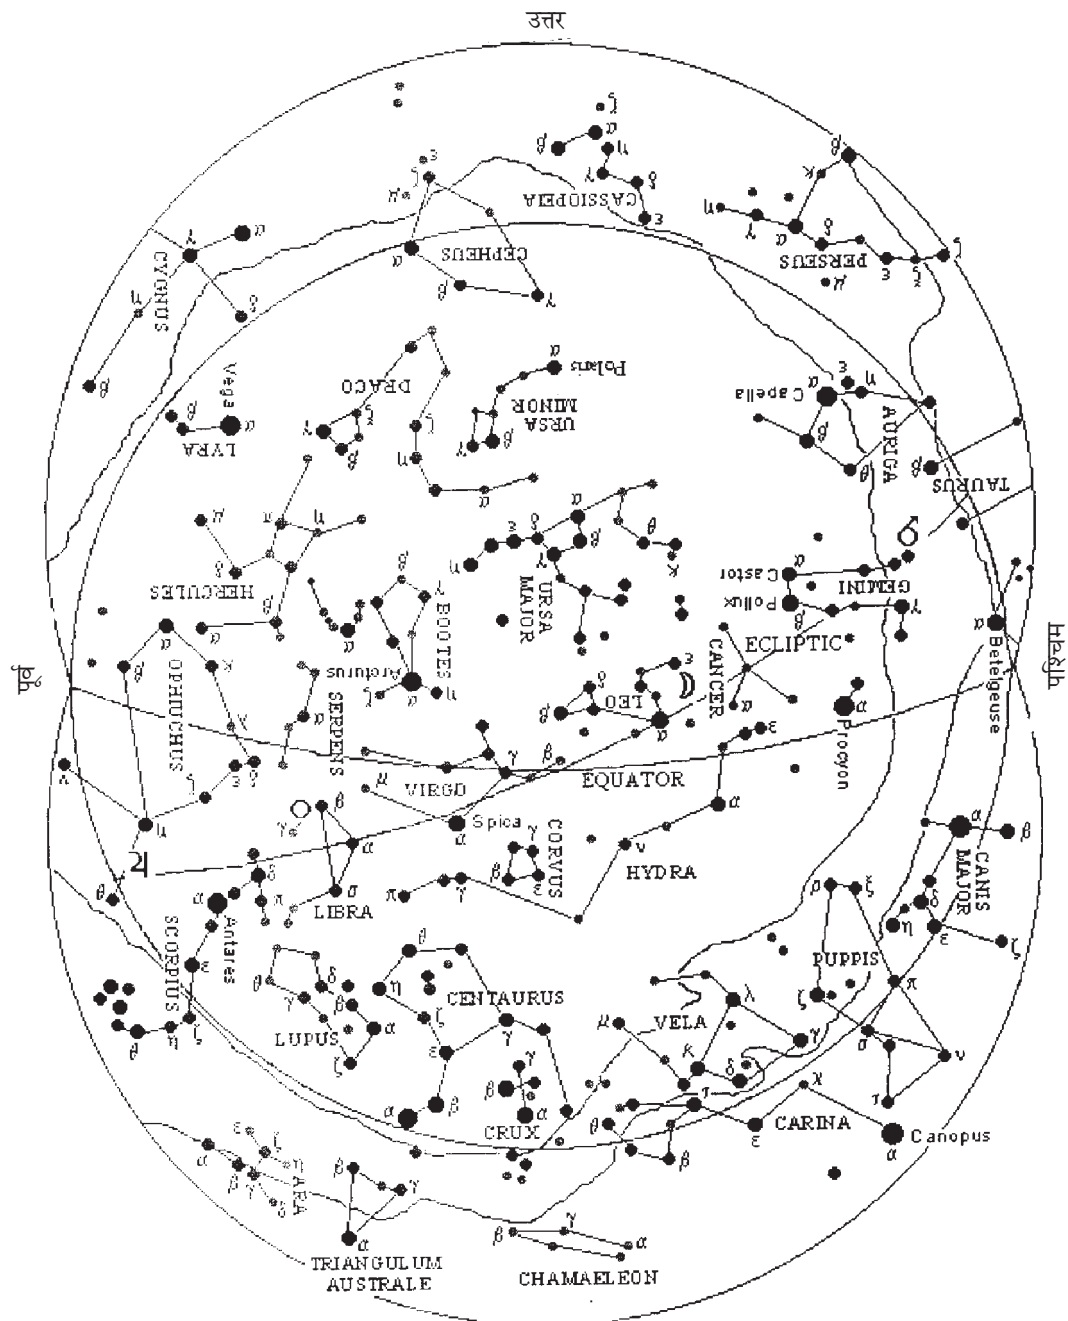 उत्तर
CASSIOPEIA
PERSEUS
CEPHEUS
CYGNUS
DRACO
Polaris
URSA
MINOR
Vega
LYRA
Capella
AURIGA
TAURUS
HERCULES
URSA
MAJOR
BOOTES
Castor
Pollux
GEMINI
ECLIPTIC
CANCER
Betelgeuse
पूर्व
पश्चिम
OPHIUCHUS
SERPENS
Arcturus
LEO
Procyon
VIRGO
EQUATOR
Spica
CORVUS
HYDRA
CANIS
MAJOR
LIBRA
Antares
SCORPIUS
LUPUS
CENTAURUS
VELA
PUPPIS
CRUX
CARINA
Canopus
ARA
TRIANGULUM
AUSTRALE
CHAMAELEON